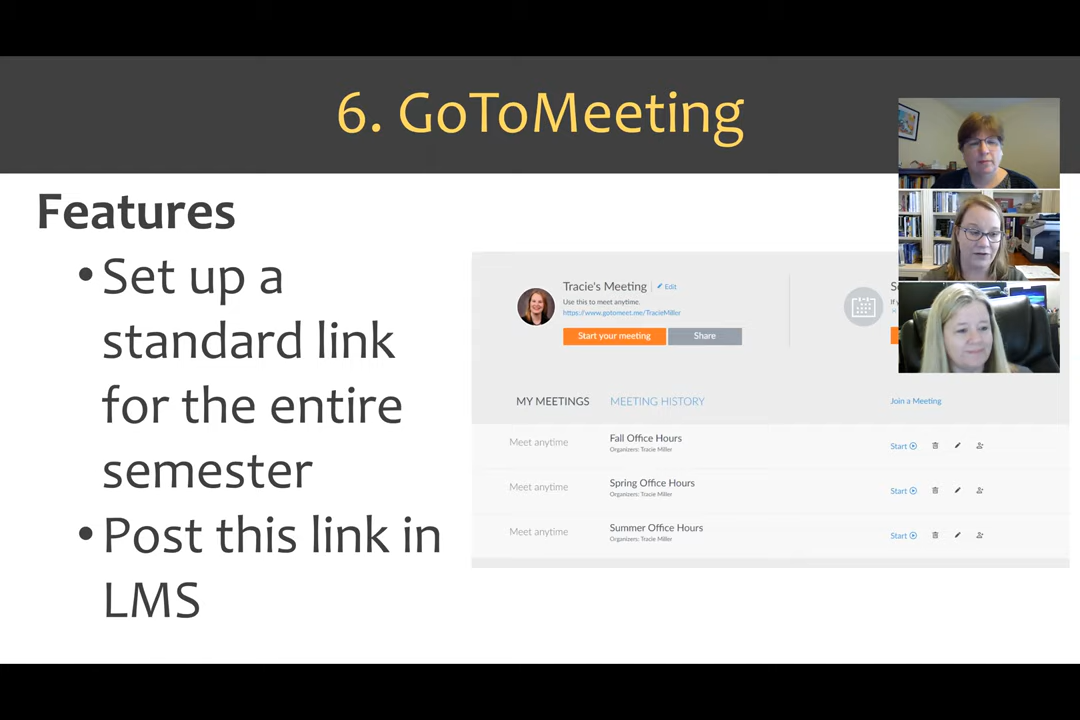 6. GoToMeeting
Features
•Set up a
standard link
for the entire
semester
•Post this link in
LMS
Tracie's Meeting | Edit
Use this to meet anytime.
https://www.gotomeet.me/TracieMiller
Start your meeting Share
MY MEETINGS MEETING HISTORY Join a Meeting
Meet anytime Fall Office Hours Start
Organizers: Tracie Miller
Meet anytime Spring Office Hours Start
Organizers: Tracie Miller
Meet anytime Summer Office Hours Start
Organizers: Tracie Miller